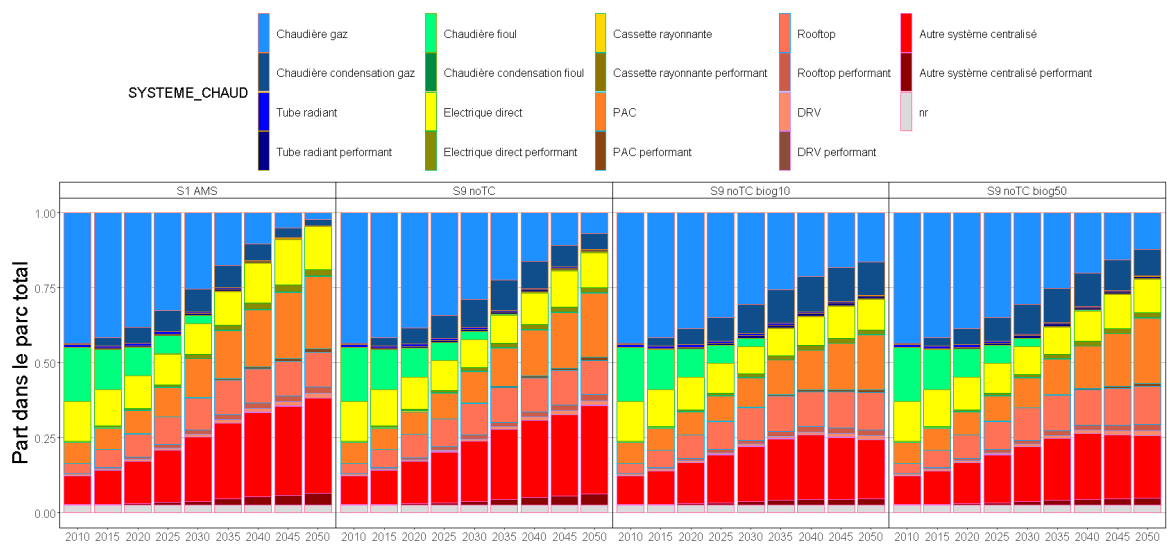 Chaudière gaz Chaudière fioul Cassette rayonnante Rooftop Autre système centralisé
Chaudière condensation gaz Chaudière condensation fioul Cassette rayonnante performant Rooftop performant Autre système centralisé performant
SYSTEME_CHAUD
Tube radiant Electrique direct PAC DRV nr
Tube radiant performant Electrique direct performant PAC performant DRV performant
S1 AMS S9 noTC S9 noTC biog10 S9 noTC biog50
Part dans le parc total
1.00
0.75
0.50
0.25
0.00
2010 2015 2020 2025 2030 2035 2040 2045 2050 2010 2015 2020 2025 2030 2035 2040 2045 2050 2010 2015 2020 2025 2030 2035 2040 2045 2050 2010 2015 2020 2025 2030 2035 2040 2045 2050